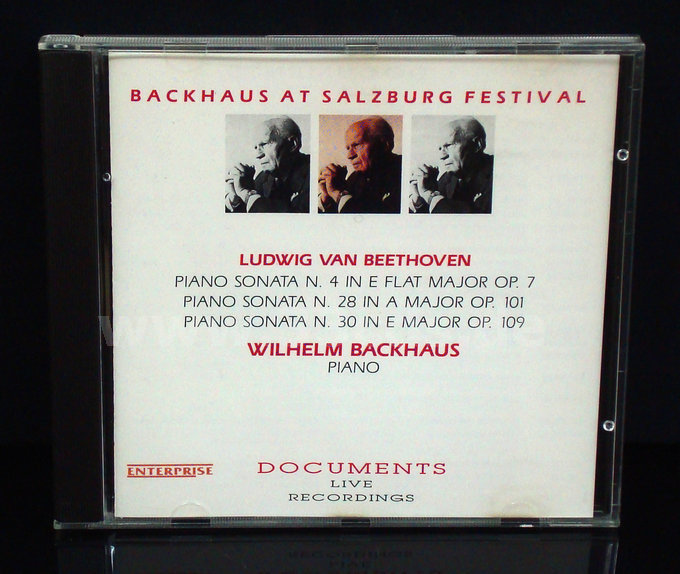 BACKHAUS AT SALZBURG FESTIVAL
LUDWIG VAN BEETHOVEN
PIANO SONATA N. 4 IN E FLAT MAJOR OP. 7
PIANO SONATA N. 28 IN A MAJOR OP. 101
PIANO SONATA N. 30 IN E MAJOR OP. 109
WILHELM BACKHAUS
PIANO
ENTERPRISE
DOCUMENTS
LIVE
RECORDINGS